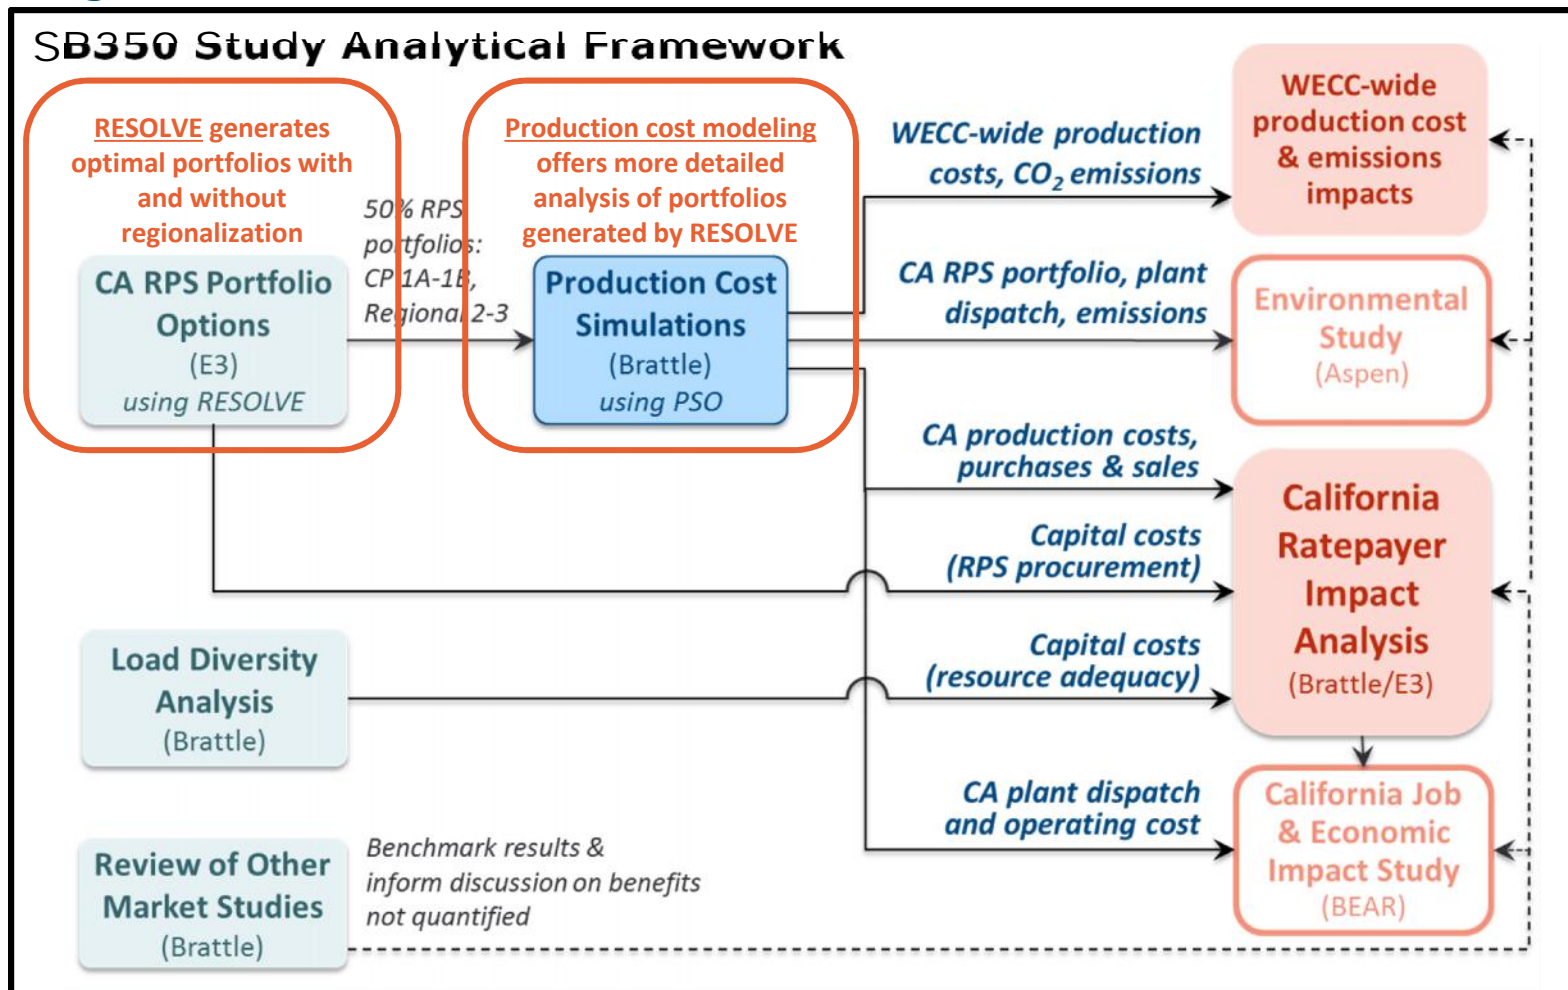 SB350 Study Analytical Framework
RESOLVE generates
optimal portfolios with
and without
regionalization
CA RPS Portfolio
Options
(E3)
using RESOLVE
50% RPS
portfolios:
CP 1A-1B,
Regional 2-3
Production cost modeling
offers more detailed
analysis of portfolios
generated by RESOLVE
Production Cost
Simulations
(Brattle)
using PSO
WECC-wide production
costs, CO2 emissions
WECC-wide
production cost
& emissions
impacts
CA RPS portfolio, plant
dispatch, emissions
Environmental
Study
(Aspen)
CA production costs,
purchases & sales
Capital costs
(RPS procurement)
California
Ratepayer
Impact
Analysis
(Brattle/E3)
Load Diversity
Analysis
(Brattle)
Capital costs
(resource adequacy)
CA plant dispatch
and operating cost
California Job
& Economic
Impact Study
(BEAR)
Review of Other
Market Studies
(Brattle)
Benchmark results &
inform discussion on benefits
not quantified